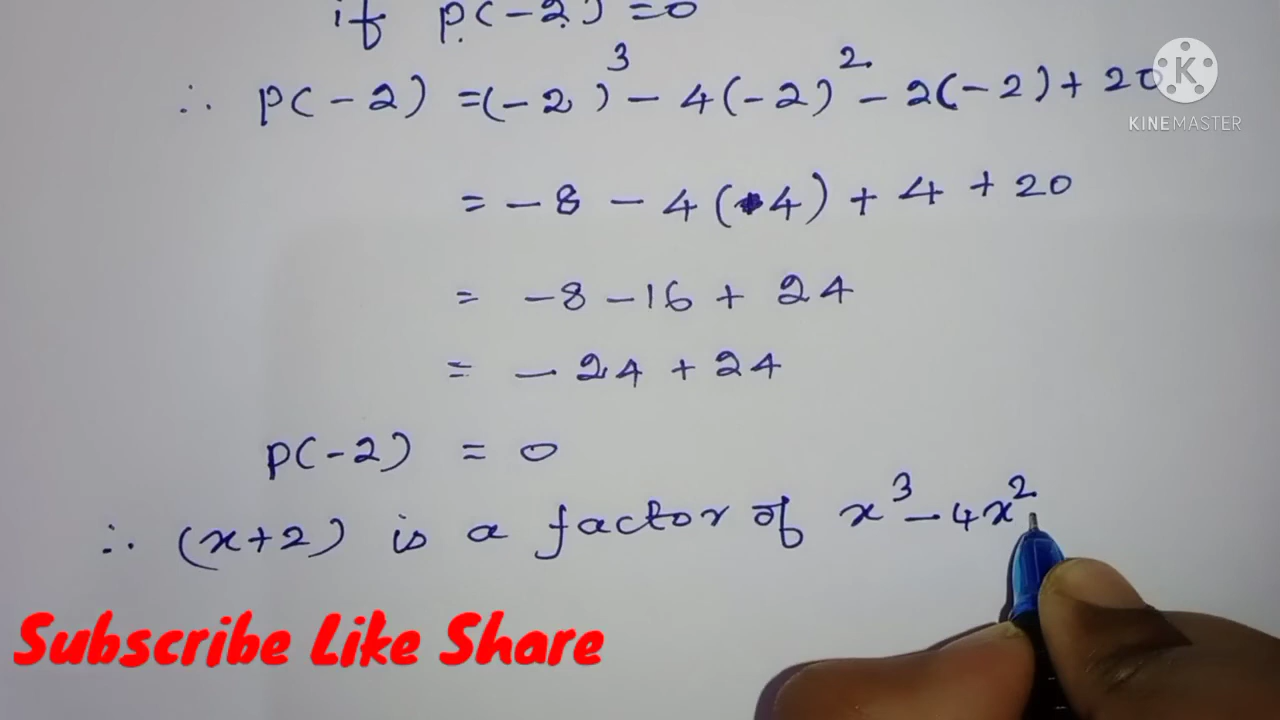 if p(-2) = 0
∴ p(-2) = (-2)³ - 4(-2)² - 2(-2) + 20
KINEMASTER
= -8 - 4(4) + 4 + 20
= -8 - 16 + 24
= -24 + 24
p(-2) = 0
∴ (x+2) is a factor of x³ - 4x²
Subscribe Like Share